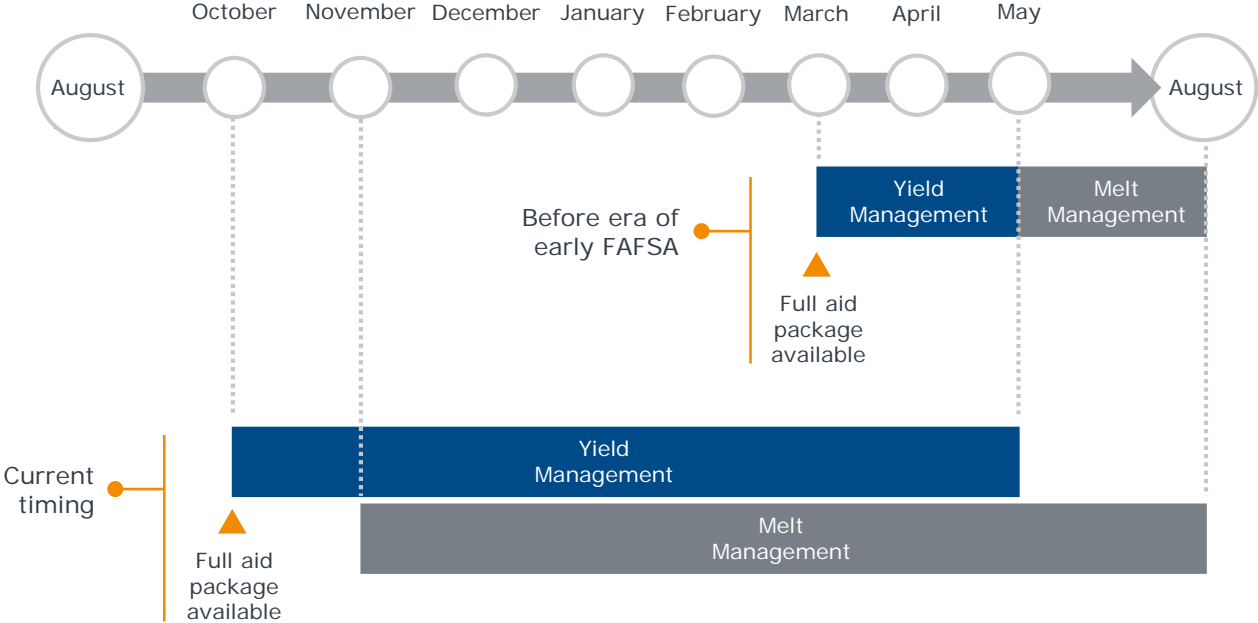 October November December January February March April May
August
August
Yield
Management
Melt
Management
Before era of
early FAFSA
Full aid
package
available
Current
timing
Yield
Management
Melt
Management
Full aid
package
available